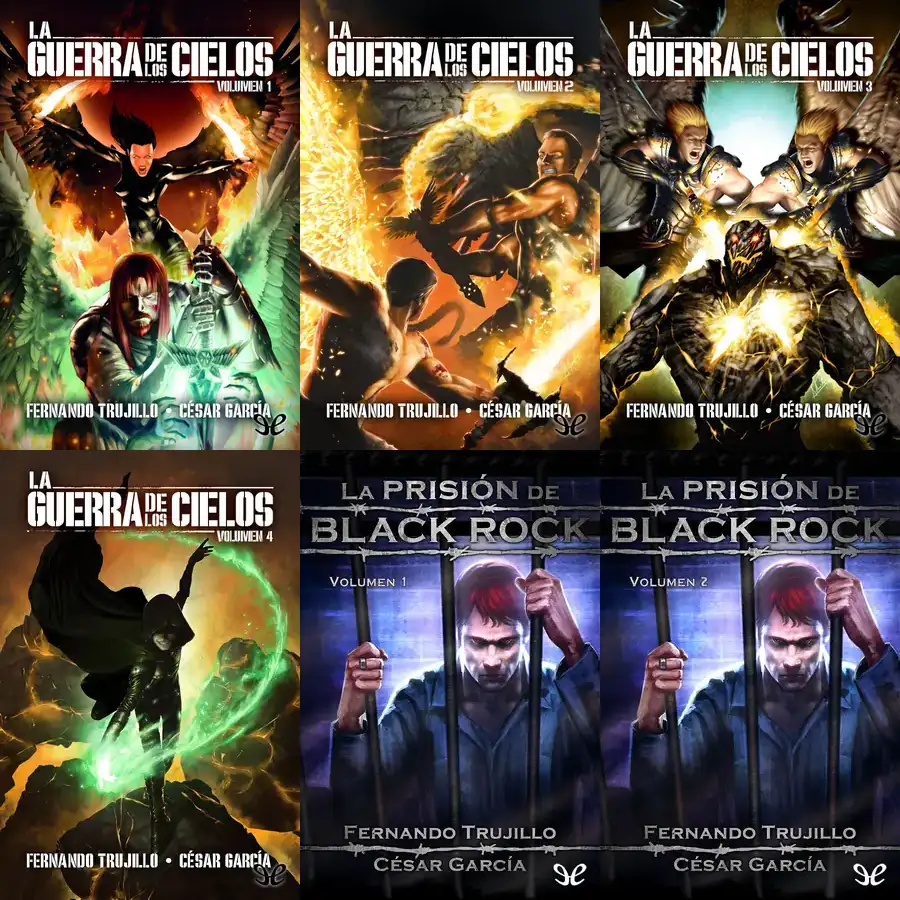 LA
GUERRA DE LOS CIELOS
VOLUMEN 1
FERNANDO TRUJILLO • CÉSAR GARCÍA
LA
GUERRA DE LOS CIELOS
VOLUMEN 2
FERNANDO TRUJILLO • CÉSAR GARCÍA
LA
GUERRA DE LOS CIELOS
VOLUMEN 3
FERNANDO TRUJILLO • CÉSAR GARCÍA
LA
GUERRA DE LOS CIELOS
VOLUMEN 4
FERNANDO TRUJILLO • CÉSAR GARCÍA
LA PRISIÓN DE
BLACK ROCK
VOLUMEN 1
FERNANDO TRUJILLO
CÉSAR GARCÍA
LA PRISIÓN DE
BLACK ROCK
VOLUMEN 2
FERNANDO TRUJILLO
CÉSAR GARCÍA